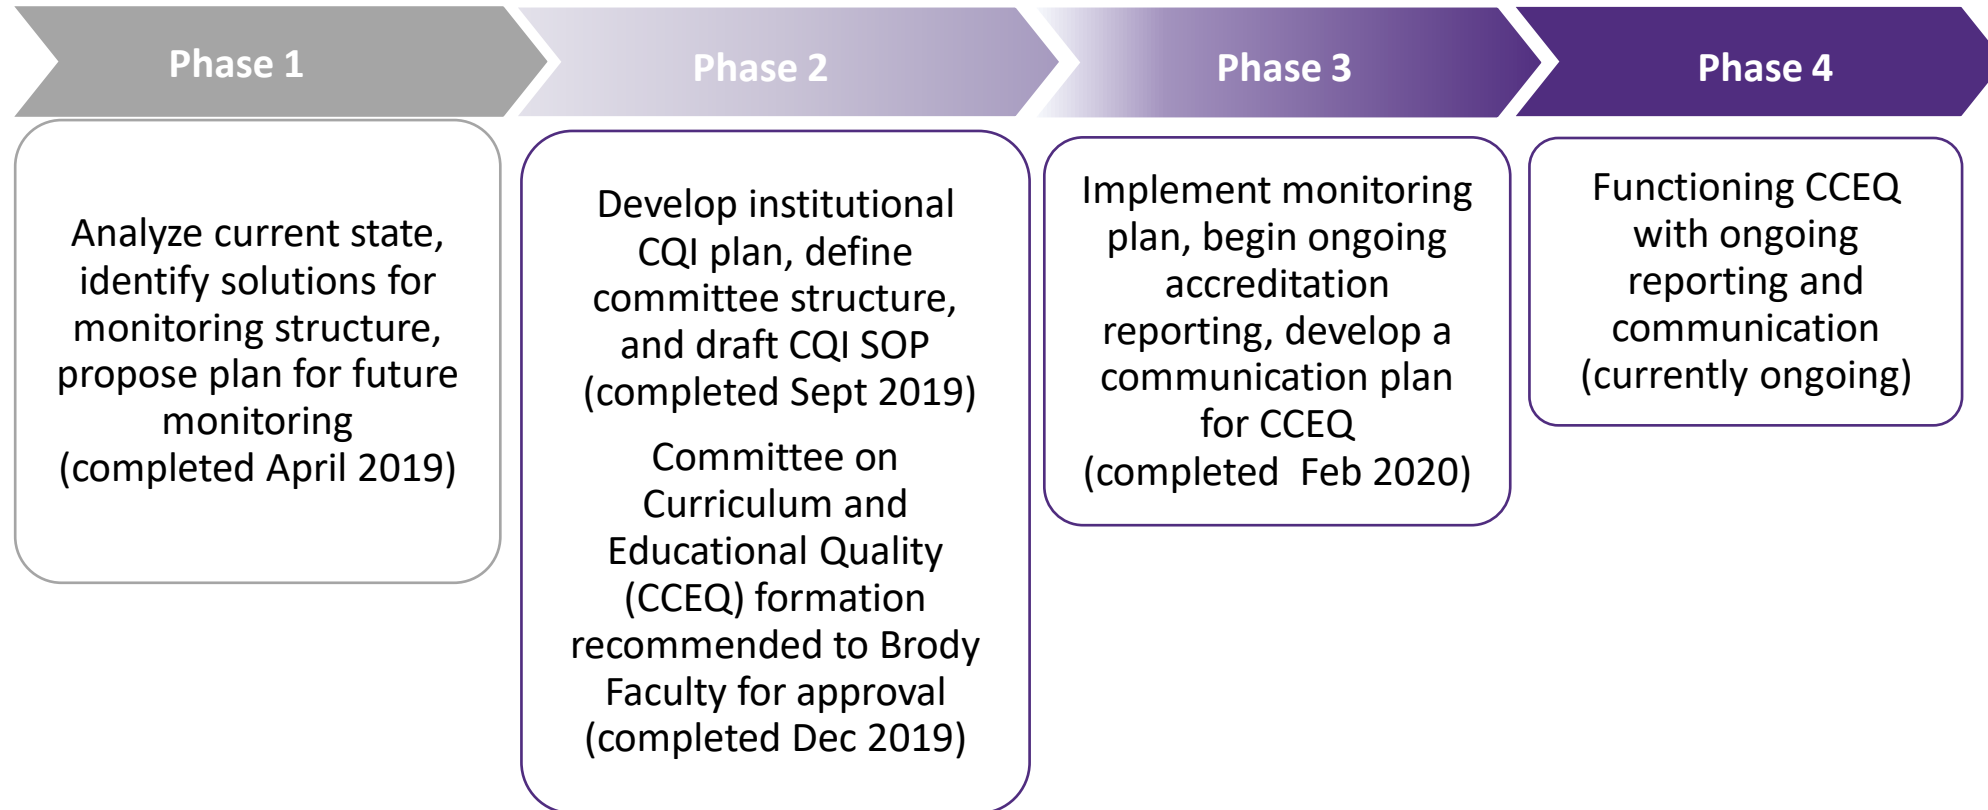 Phase 1
Analyze current state,
identify solutions for
monitoring structure,
propose plan for future
monitoring
(completed April 2019)
Phase 2
Develop institutional
CQI plan, define
committee structure,
and draft CQI SOP
(completed Sept 2019)
Committee on
Curriculum and
Educational Quality
(CCEQ) formation
recommended to Brody
Faculty for approval
(completed Dec 2019)
Phase 3
Implement monitoring
plan, begin ongoing
accreditation
reporting, develop a
communication plan
for CCEQ
(completed  Feb 2020)
Phase 4
Functioning CCEQ
with ongoing
reporting and
communication
(currently ongoing)